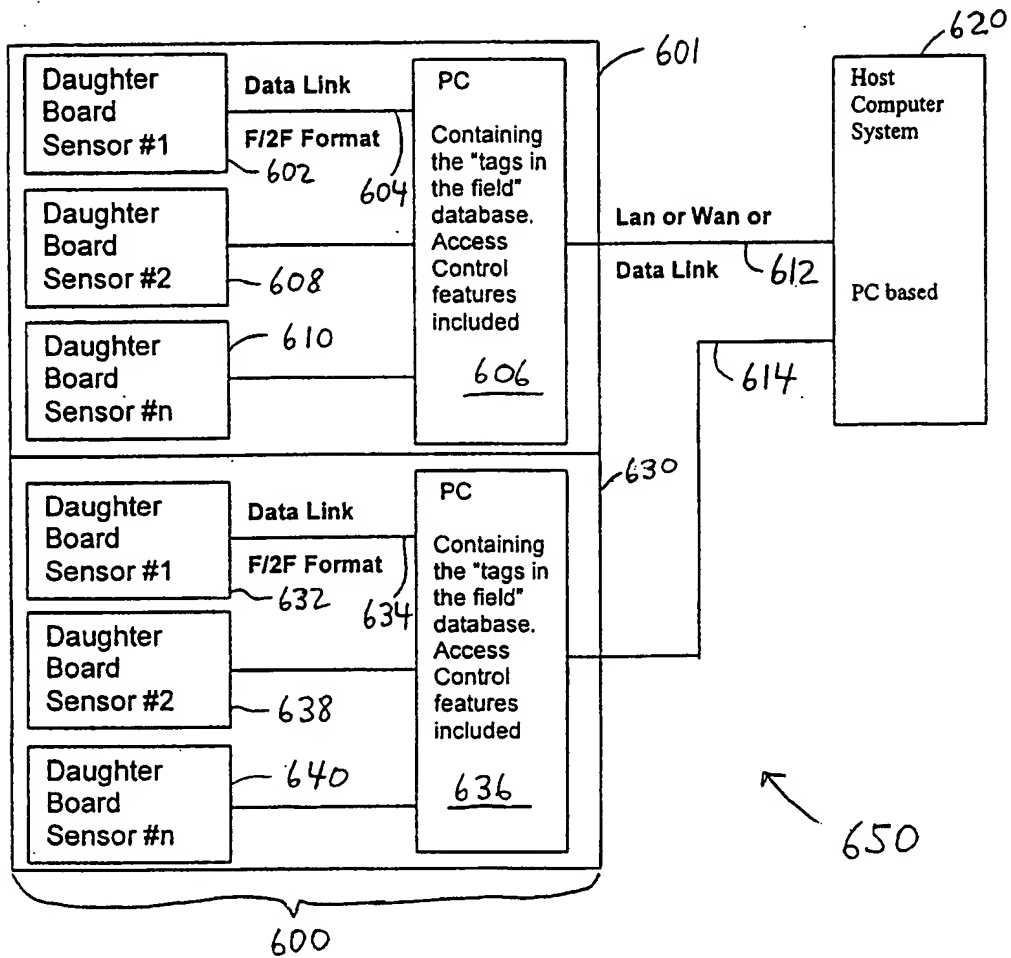 620
601
Daughter
Board
Sensor #1
602
Data Link
F/2F Format
604
Daughter
Board
Sensor #2
608
Daughter
Board
Sensor #n
610
PC
Containing
the "tags in
the field"
database.
Access
Control
features
included
606
Lan or Wan or
Data Link
612
614
Host
Computer
System
PC based
630
Daughter
Board
Sensor #1
632
Data Link
F/2F Format
634
Daughter
Board
Sensor #2
638
Daughter
Board
Sensor #n
640
PC
Containing
the "tags in
the field"
database.
Access
Control
features
included
636
650
600